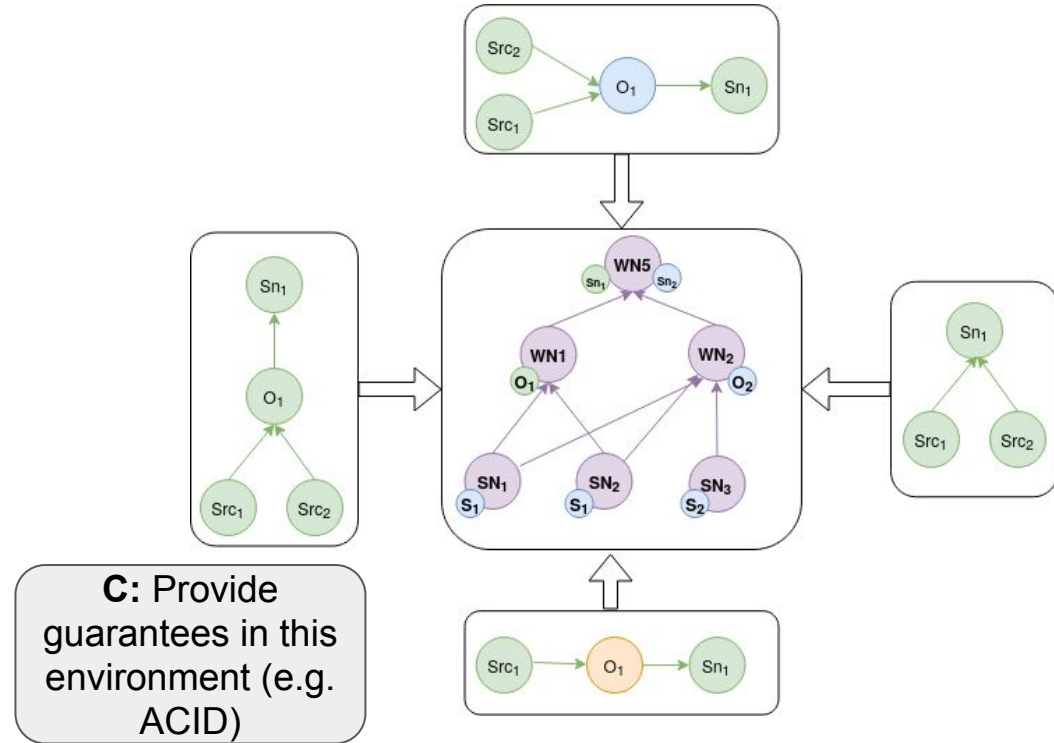 Src₂
O₁ Sn₁
Src₁
WN5
Sn₁ Sn₂
Sn₁
WN1 WN₂
O₁ O₂
O₁
SN₁ SN₂ SN₃
S₁ S₁ S₂
Src₁ Src₂
Sn₁
Src₁ Src₂
C: Provide
guarantees in this
environment (e.g.
ACID)
Src₁ O₁ Sn₁